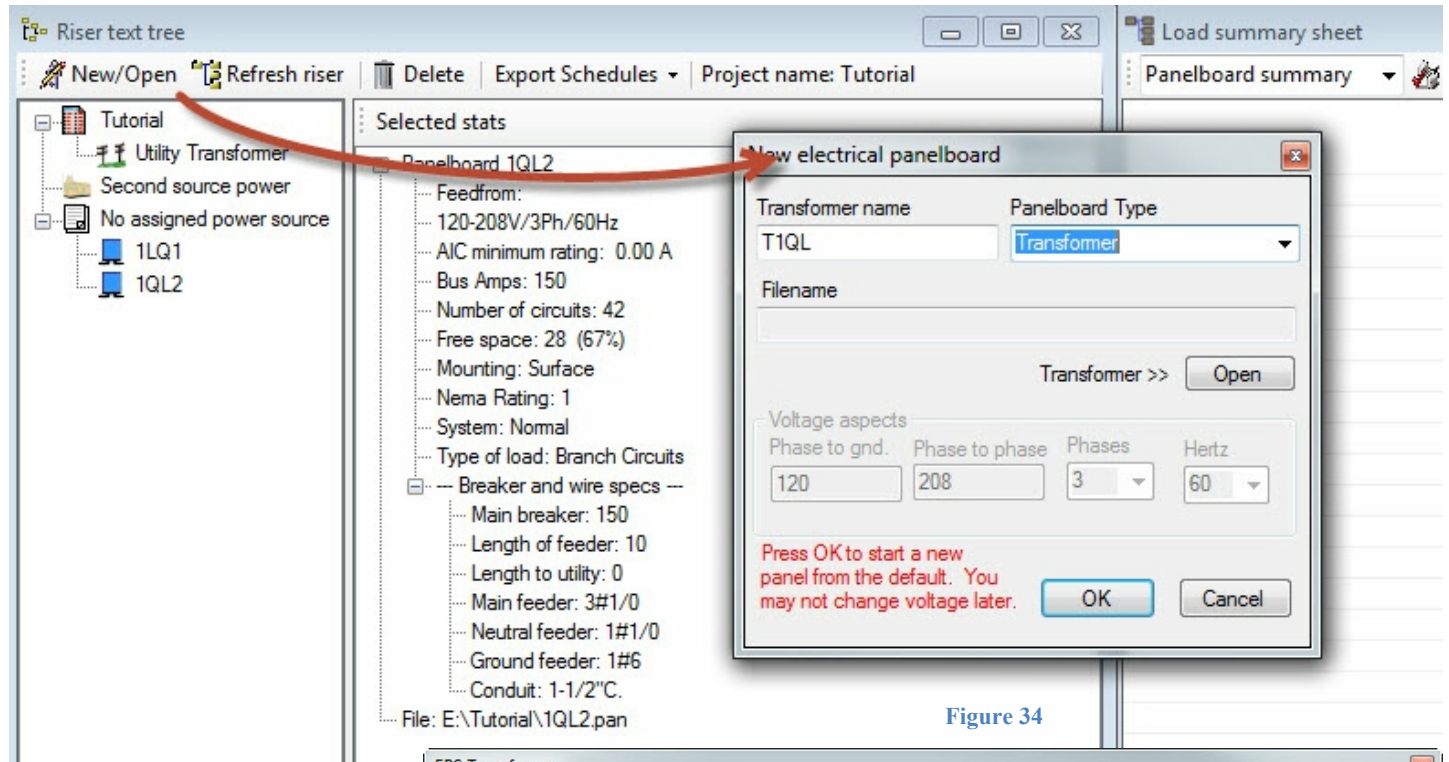 Riser text tree
New/Open Refresh riser Delete Export Schedules Project name: Tutorial
Tutorial
Utility Transformer
Second source power
No assigned power source
1LQ1
1QL2
Selected stats
Panelboard 1QL2
Feedfrom:
120-208V/3Ph/60Hz
AIC minimum rating: 0.00 A
Bus Amps: 150
Number of circuits: 42
Free space: 28 (67%)
Mounting: Surface
Nema Rating: 1
System: Normal
Type of load: Branch Circuits
--- Breaker and wire specs ---
Main breaker: 150
Length of feeder: 10
Length to utility: 0
Main feeder: 3#1/0
Neutral feeder: 1#1/0
Ground feeder: 1#6
Conduit: 1-1/2"C.
File: E:\Tutorial\1QL2.pan
Load summary sheet
Panelboard summary
New electrical panelboard
Transformer name Panelboard Type
T1QL Transformer
Filename
Transformer >> Open
Voltage aspects
Phase to gnd. Phase to phase Phases Hertz
120 208 3 60
Press OK to start a new
panel from the default. You
may not change voltage later.
OK Cancel
Figure 34